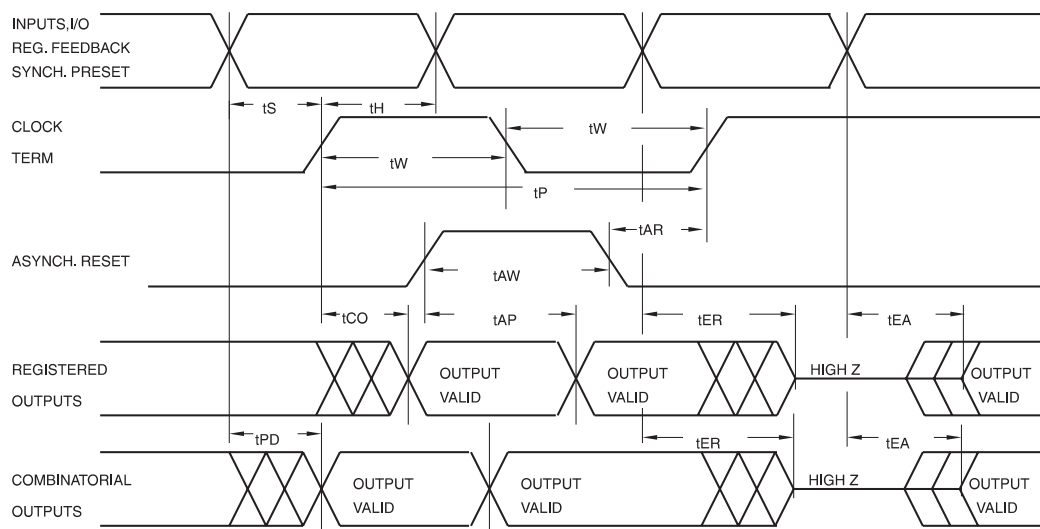 INPUTS,I/O
REG. FEEDBACK
SYNCH. PRESET
tS
tH
CLOCK
TERM
tW
tW
tP
tAR
ASYNCH. RESET
tAW
tCO
tAP
tER
tEA
REGISTERED
OUTPUTS
OUTPUT
VALID
OUTPUT
VALID
HIGH Z
OUTPUT
VALID
tPD
tER
tEA
COMBINATORIAL
OUTPUTS
OUTPUT
VALID
OUTPUT
VALID
HIGH Z
OUTPUT
VALID